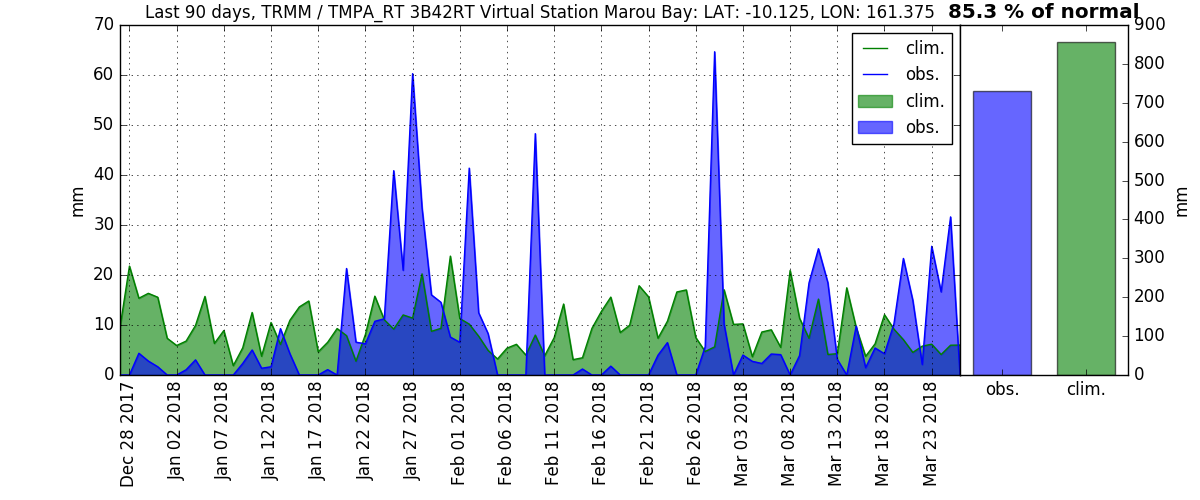 Last 90 days, TRMM / TMPA_RT 3B42RT Virtual Station Marou Bay: LAT: -10.125, LON: 161.375
85.3 % of normal
70
60
50
40
30
20
10
0
mm
clim.
obs.
clim.
obs.
900
800
700
600
500
400
300
200
100
0
mm
obs.
clim.
Dec 28 2017
Jan 02 2018
Jan 07 2018
Jan 12 2018
Jan 17 2018
Jan 22 2018
Jan 27 2018
Feb 01 2018
Feb 06 2018
Feb 11 2018
Feb 16 2018
Feb 21 2018
Feb 26 2018
Mar 03 2018
Mar 08 2018
Mar 13 2018
Mar 18 2018
Mar 23 2018